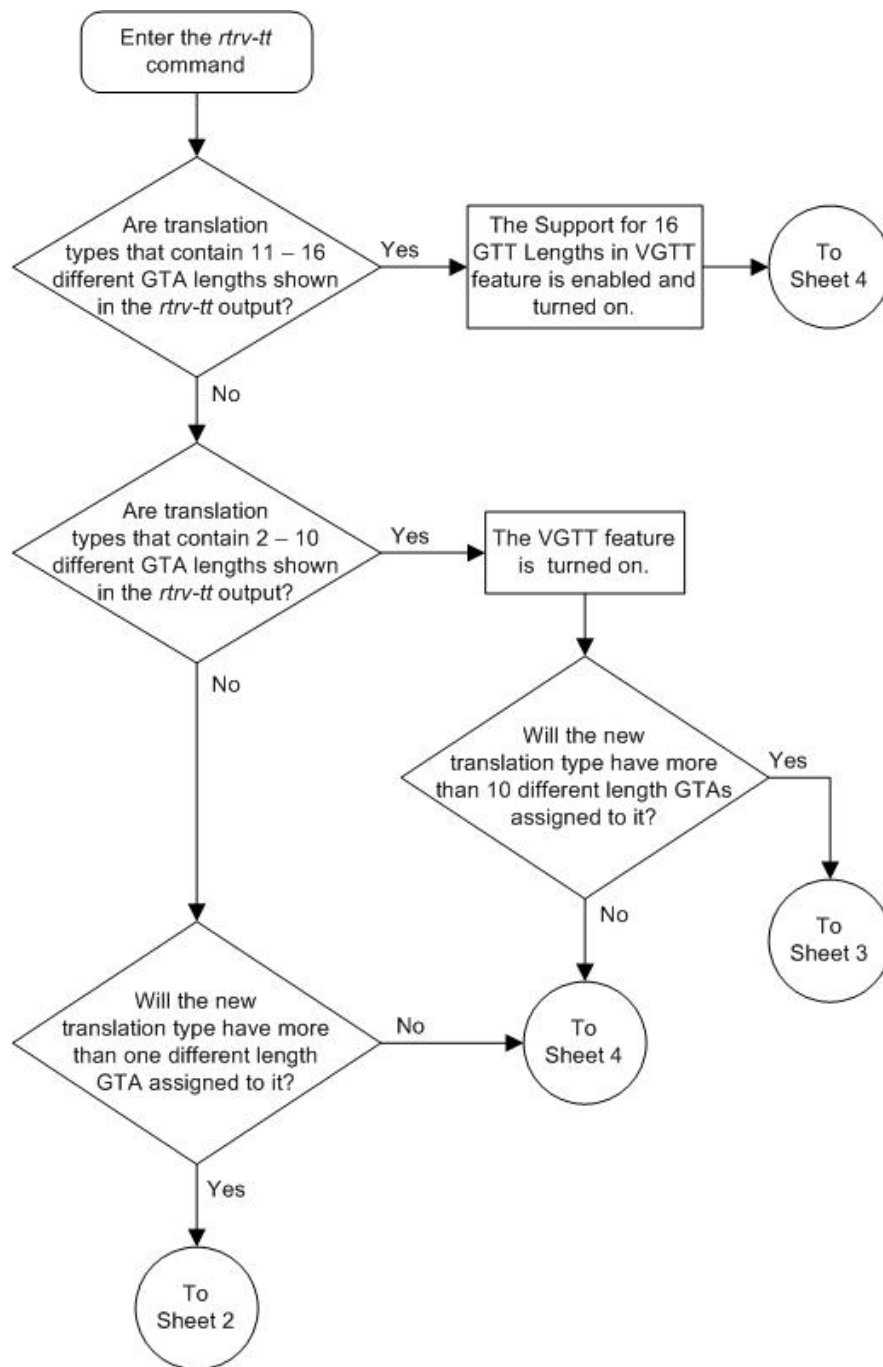 Enter the rtrv-tt
command
Are translation
types that contain 11 – 16
different GTA lengths shown
in the rtrv-tt output?
Yes
The Support for 16
GTT Lengths in VGTT
feature is enabled and
turned on.
To
Sheet 4
No
Are translation
types that contain 2 – 10
different GTA lengths shown
in the rtrv-tt output?
Yes
The VGTT feature
is turned on.
No
Will the new
translation type have more
than 10 different length GTAs
assigned to it?
Yes
To
Sheet 3
No
Will the new
translation type have more
than one different length
GTA assigned to it?
No
To
Sheet 4
Yes
To
Sheet 2